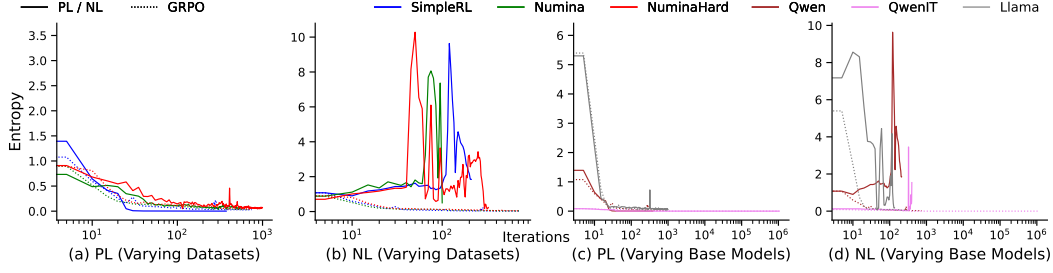 PL / NL GRPO SimpleRL Numina NuminaHard Qwen QwenIT Llama
Entropy
3.5
3.0
2.5
2.0
1.5
1.0
0.5
0.0
10¹ 10² 10³
(a) PL (Varying Datasets)
10
8
6
4
2
0
10¹ 10²
(b) NL (Varying Datasets)
Iterations
6
5
4
3
2
1
0
10¹ 10² 10³ 10⁴ 10⁵ 10⁶
(c) PL (Varying Base Models)
10
8
6
4
2
0
10¹ 10² 10³ 10⁴ 10⁵ 10⁶
(d) NL (Varying Base Models)